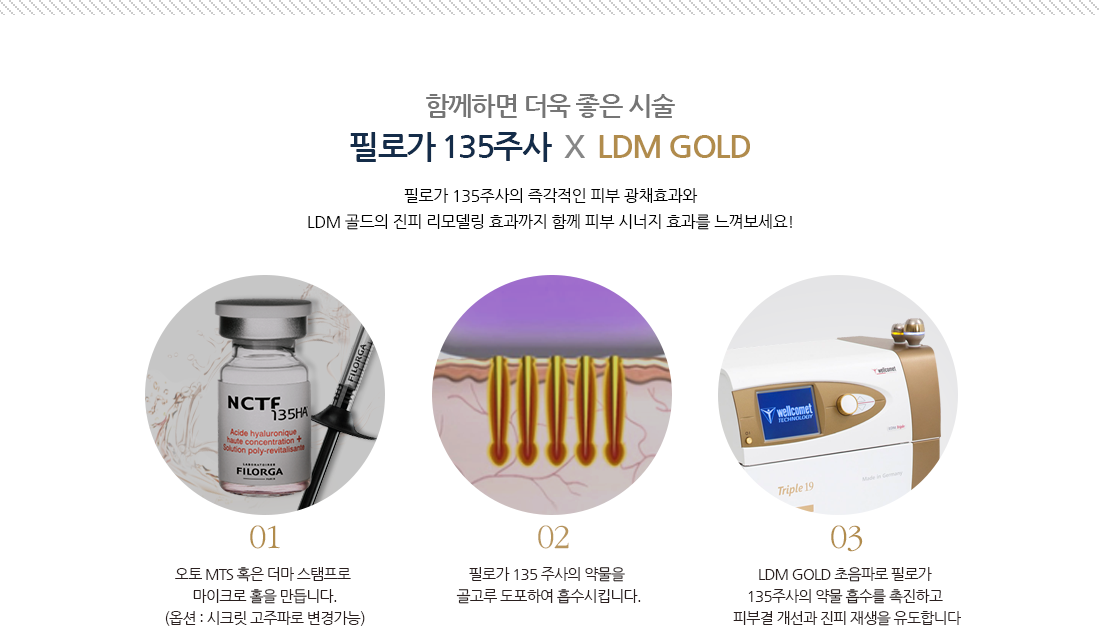 함께하면 더욱 좋은 시술
필로가 135주사 X LDM GOLD
필로가 135주사의 즉각적인 피부 광채효과와
LDM 골드의 진피 리모델링 효과까지 함께 피부 시너지 효과를 느껴보세요!
NCTF
135HA
Acide hyaluronique
haute concentration +
Solution poly-revitalisante
LABORATOIRES
FILORGA
PARIS
FILORGA
wellcomet
wellcomet
TECHNOLOGY
Triple 19
Made in Germany
01
오토 MTS 혹은 더마 스탬프로
마이크로 홀을 만듭니다.
(옵션 : 시크릿 고주파로 변경가능)
02
필로가 135 주사의 약물을
골고루 도포하여 흡수시킵니다.
03
LDM GOLD 초음파로 필로가
135주사의 약물 흡수를 촉진하고
피부결 개선과 진피 재생을 유도합니다